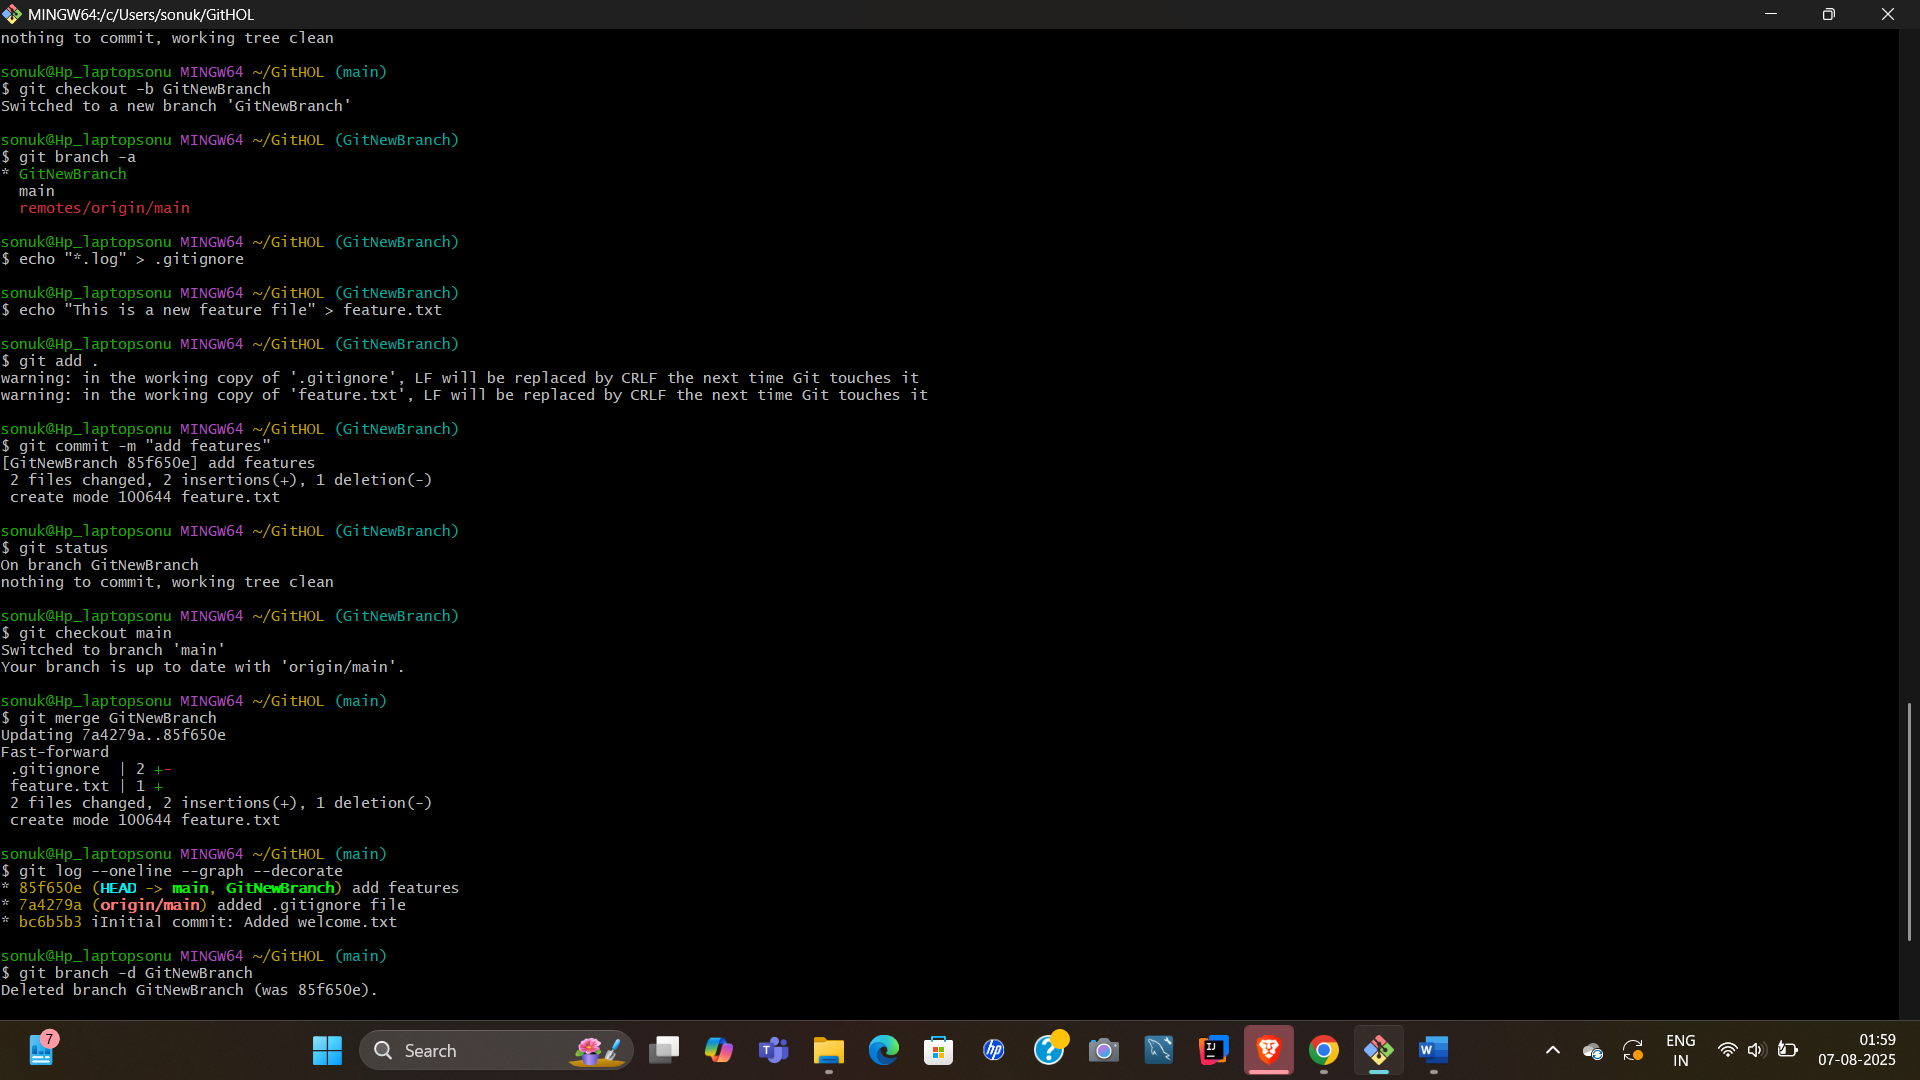 MINGW64:/c/Users/sonuk/GitHOL
nothing to commit, working tree clean
sonuk@Hp_laptopsonu MINGW64 ~/GitHOL (main)
$ git checkout -b GitNewBranch
Switched to a new branch 'GitNewBranch'
sonuk@Hp_laptopsonu MINGW64 ~/GitHOL (GitNewBranch)
$ git branch -a
* GitNewBranch
main
remotes/origin/main
sonuk@Hp_laptopsonu MINGW64 ~/GitHOL (GitNewBranch)
$ echo "*.log" > .gitignore
sonuk@Hp_laptopsonu MINGW64 ~/GitHOL (GitNewBranch)
$ echo "This is a new feature file" > feature.txt
sonuk@Hp_laptopsonu MINGW64 ~/GitHOL (GitNewBranch)
$ git add .
warning: in the working copy of '.gitignore', LF will be replaced by CRLF the next time Git touches it
warning: in the working copy of 'feature.txt', LF will be replaced by CRLF the next time Git touches it
sonuk@Hp_laptopsonu MINGW64 ~/GitHOL (GitNewBranch)
$ git commit -m "add features"
[GitNewBranch 85f650e] add features
2 files changed, 2 insertions(+), 1 deletion(-)
create mode 100644 feature.txt
sonuk@Hp_laptopsonu MINGW64 ~/GitHOL (GitNewBranch)
$ git status
On branch GitNewBranch
nothing to commit, working tree clean
sonuk@Hp_laptopsonu MINGW64 ~/GitHOL (GitNewBranch)
$ git checkout main
Switched to branch 'main'
Your branch is up to date with 'origin/main'.
sonuk@Hp_laptopsonu MINGW64 ~/GitHOL (main)
$ git merge GitNewBranch
Updating 7a4279a..85f650e
Fast-forward
.gitignore | 2 +-
feature.txt | 1 +
2 files changed, 2 insertions(+), 1 deletion(-)
create mode 100644 feature.txt
sonuk@Hp_laptopsonu MINGW64 ~/GitHOL (main)
$ git log --oneline --graph --decorate
* 85f650e (HEAD -> main, GitNewBranch) add features
* 7a4279a (origin/main) added .gitignore file
* bc6b5b3 iInitial commit: Added welcome.txt
sonuk@Hp_laptopsonu MINGW64 ~/GitHOL (main)
$ git branch -d GitNewBranch
Deleted branch GitNewBranch (was 85f650e).
7
Search
hp
IJ
W
ENG
IN
01:59
07-08-2025